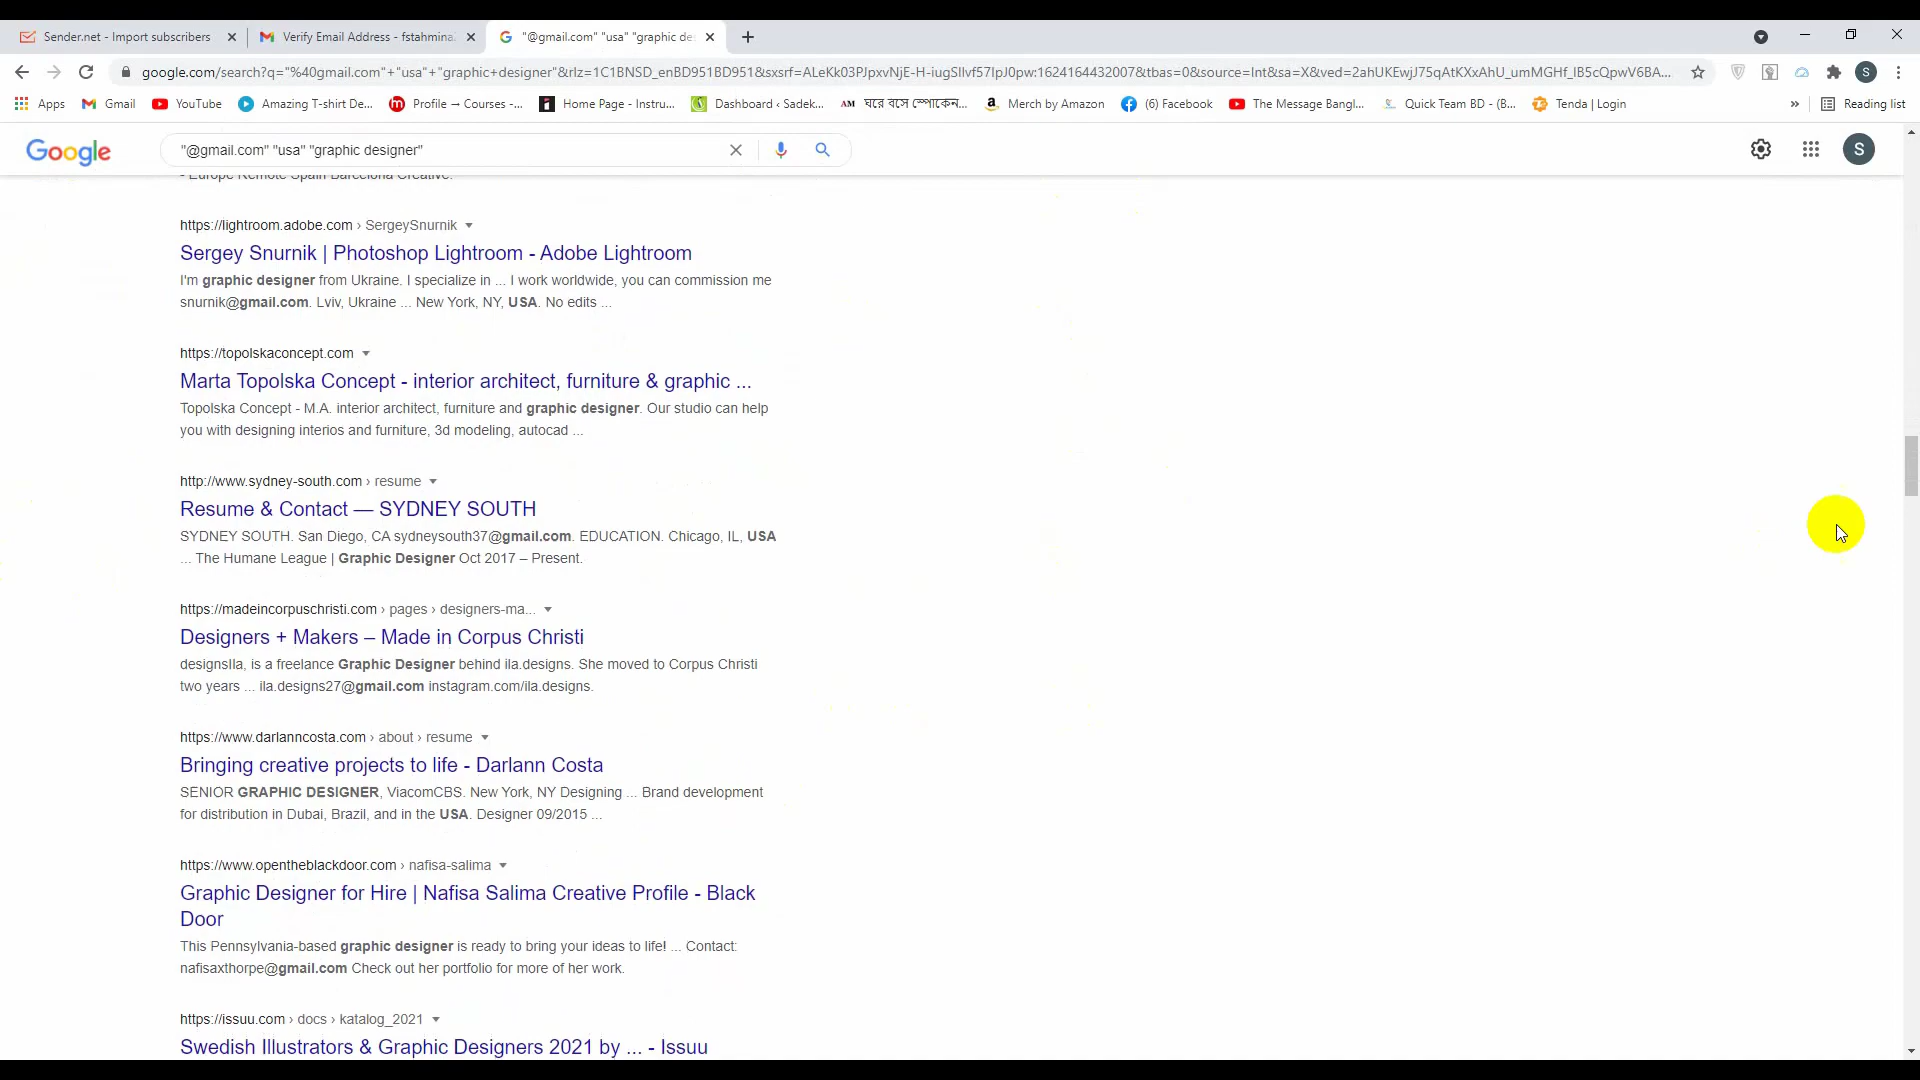 Sender.net - Import subscribers
Verify Email Address - fstahmina
"@gmail.com" "usa" "graphic de
google.com/search?q="%40gmail.com"+"usa"+"graphic+designer"&rlz=1C1BNSD_enBD951BD951&sxsrf=ALeKk03PJpxvNjE-H-iugSIlvf57IpJ0pw:1624164432007&tbas=0&source=lnt&sa=X&ved=2ahUKEwjJ75qAtKXxAhU_umMGHf_lB5cQpwV6BA...
Apps
Gmail
YouTube
Amazing T-shirt De...
Profile → Courses -...
Home Page - Instru...
Dashboard ‹ Sadek...
AM ঘরে বসে স্পোকেন...
Merch by Amazon
(6) Facebook
The Message Bangl...
Quick Team BD - (B...
Tenda | Login
»
Reading list
Google
"@gmail.com" "usa" "graphic designer"
S
- Europe Remote Spain Barcelona Creative.
https://lightroom.adobe.com › SergeySnurnik
Sergey Snurnik | Photoshop Lightroom - Adobe Lightroom
I'm graphic designer from Ukraine. I specialize in ... I work worldwide, you can commission me
snurnik@gmail.com. Lviv, Ukraine ... New York, NY, USA. No edits ...
https://topolskaconcept.com
Marta Topolska Concept - interior architect, furniture & graphic ...
Topolska Concept - M.A. interior architect, furniture and graphic designer. Our studio can help
you with designing interios and furniture, 3d modeling, autocad ...
http://www.sydney-south.com › resume
Resume & Contact — SYDNEY SOUTH
SYDNEY SOUTH. San Diego, CA sydneysouth37@gmail.com. EDUCATION. Chicago, IL, USA
... The Humane League | Graphic Designer Oct 2017 – Present.
https://madeincorpuschristi.com › pages › designers-ma...
Designers + Makers – Made in Corpus Christi
designsIla, is a freelance Graphic Designer behind ila.designs. She moved to Corpus Christi
two years ... ila.designs27@gmail.com instagram.com/ila.designs.
https://www.darlanncosta.com › about › resume
Bringing creative projects to life - Darlann Costa
SENIOR GRAPHIC DESIGNER, ViacomCBS. New York, NY Designing ... Brand development
for distribution in Dubai, Brazil, and in the USA. Designer 09/2015 ...
https://www.opentheblackdoor.com › nafisa-salima
Graphic Designer for Hire | Nafisa Salima Creative Profile - Black
Door
This Pennsylvania-based graphic designer is ready to bring your ideas to life! ... Contact:
nafisaxthorpe@gmail.com Check out her portfolio for more of her work.
https://issuu.com › docs › katalog_2021
Swedish Illustrators & Graphic Designers 2021 by ... - Issuu